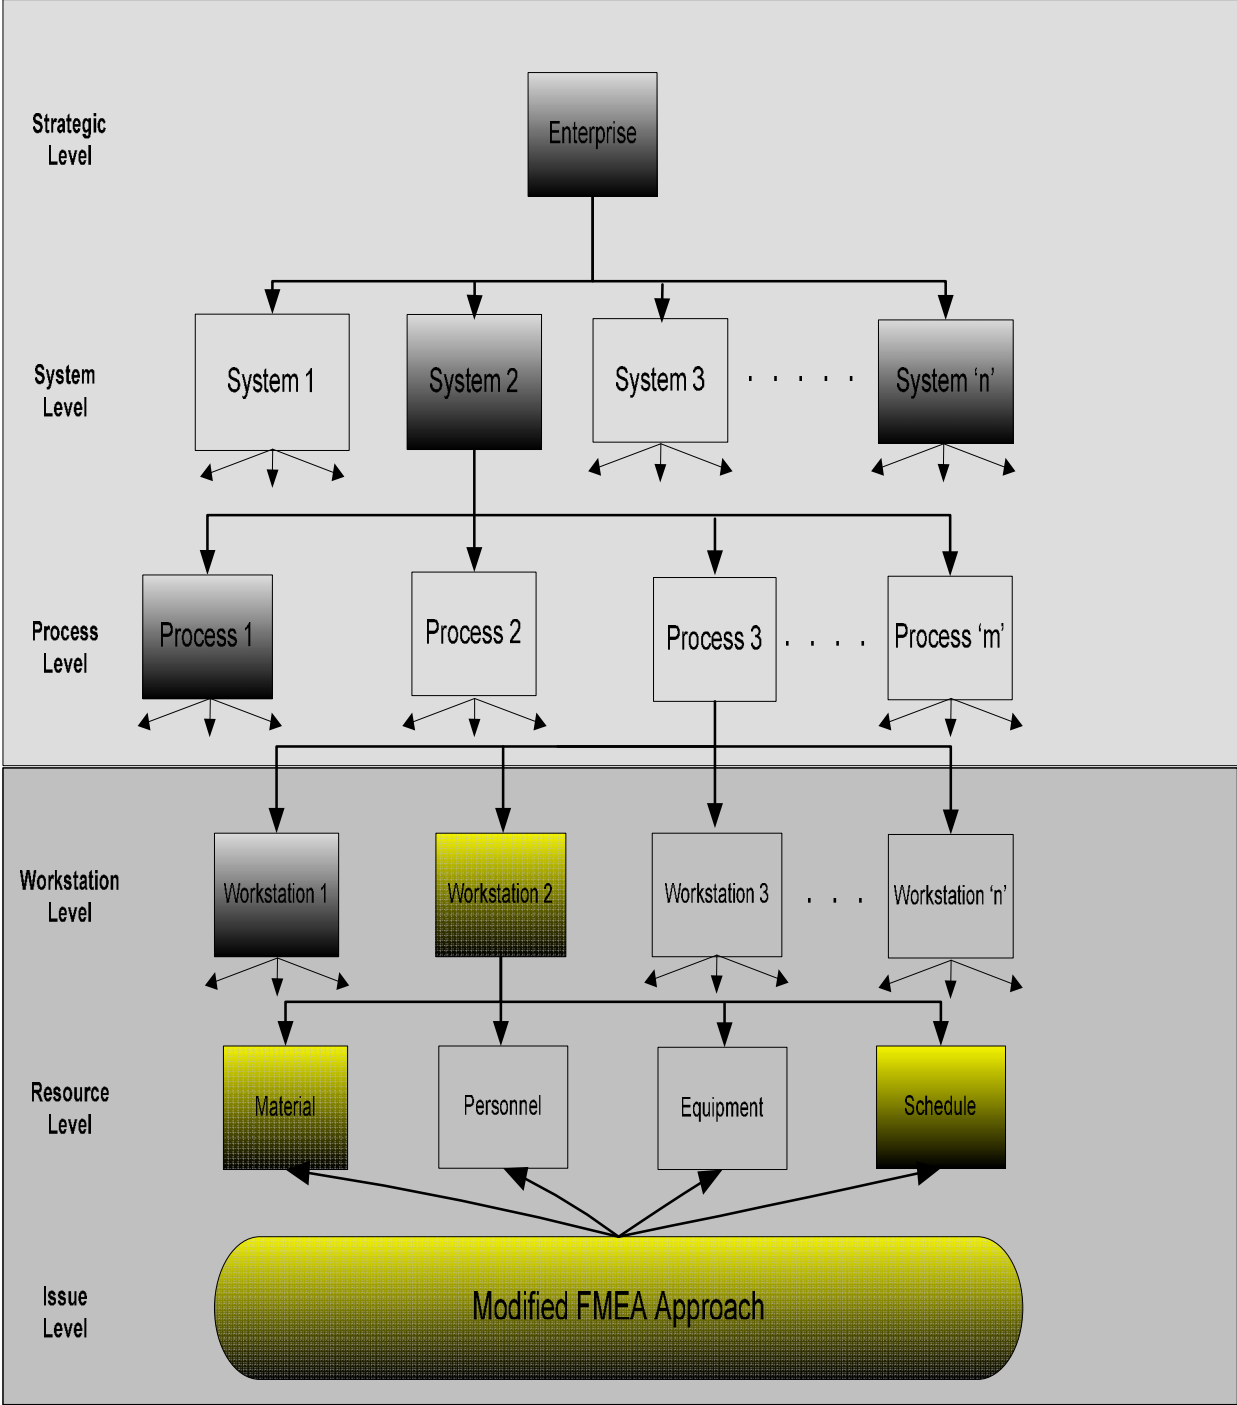 Strategic
Level
Enterprise
System
Level
System 1
System 2
System 3
. . . . .
System ‘n’
Process
Level
Process 1
Process 2
Process 3
. . . .
Process ‘m’
Workstation
Level
Workstation 1
Workstation 2
Workstation 3
. . .
Workstation ‘n’
Resource
Level
Material
Personnel
Equipment
Schedule
Issue
Level
Modified FMEA Approach